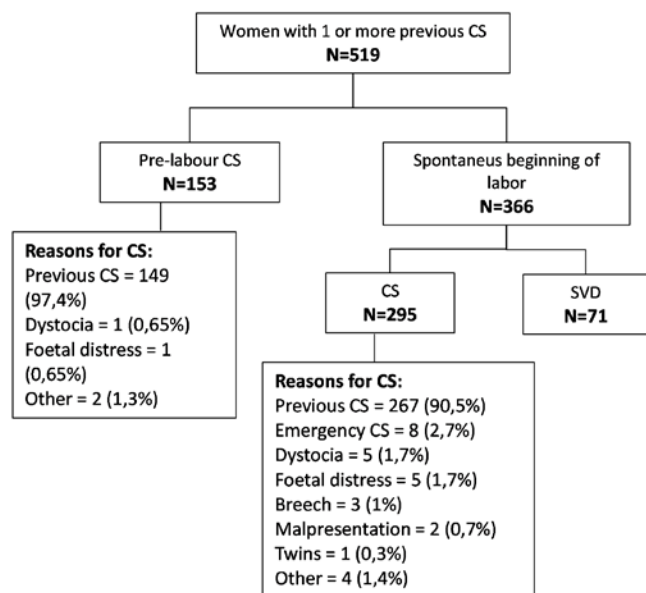 Women with 1 or more previous CS
N=519
Pre-labour CS
N=153
Spontaneus beginning of
labor
N=366
Reasons for CS:
Previous CS = 149
(97,4%)
Dystocia = 1 (0,65%)
Foetal distress = 1
(0,65%)
Other = 2 (1,3%)
CS
N=295
SVD
N=71
Reasons for CS:
Previous CS = 267 (90,5%)
Emergency CS = 8 (2,7%)
Dystocia = 5 (1,7%)
Foetal distress = 5 (1,7%)
Breech = 3 (1%)
Malpresentation = 2 (0,7%)
Twins = 1 (0,3%)
Other = 4 (1,4%)